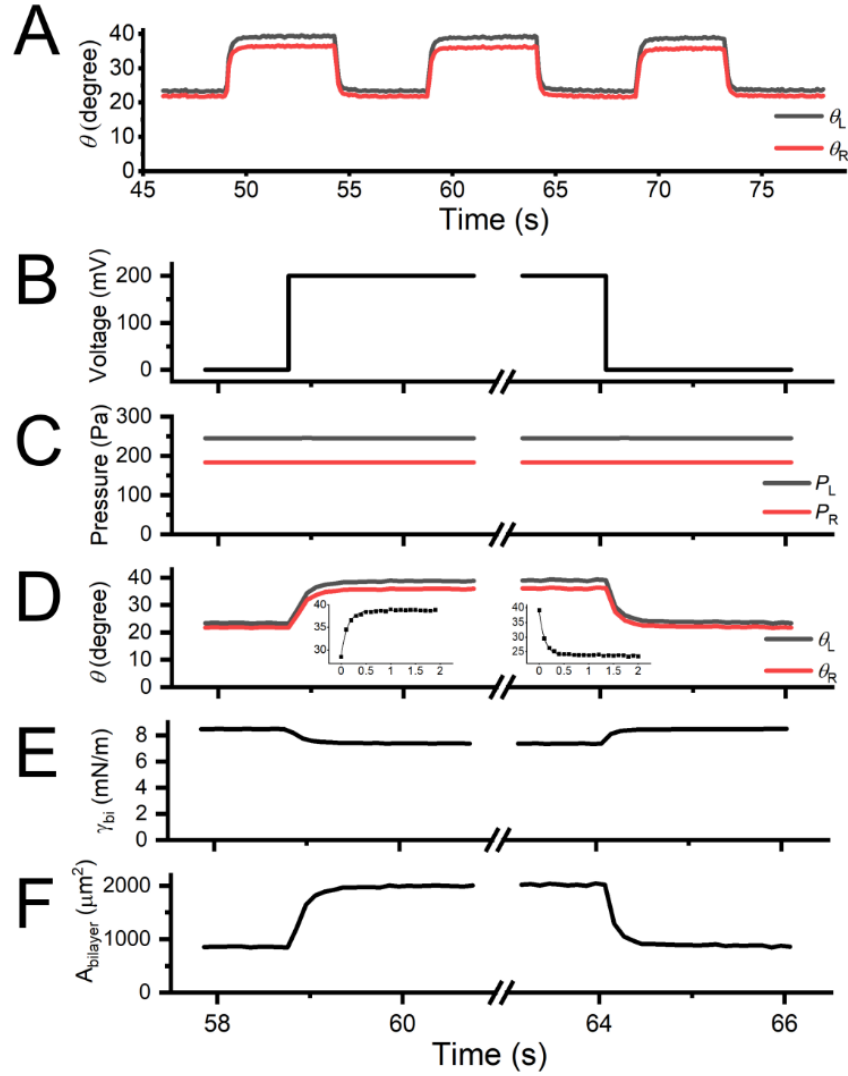 A
θ (degree)
40
30
20
10
0
45
50
55
60
65
70
75
Time (s)
θL
θR
B
Voltage (mV)
200
100
0
C
Pressure (Pa)
300
200
100
0
PL
PR
D
θ (degree)
40
30
20
10
0
40
35
30
0
0.5
1
1.5
2
40
35
30
25
0
0.5
1
1.5
2
θL
θR
E
γbi (mN/m)
8
6
4
2
0
F
Abilayer (μm²)
2000
1000
0
58
60
64
66
Time (s)